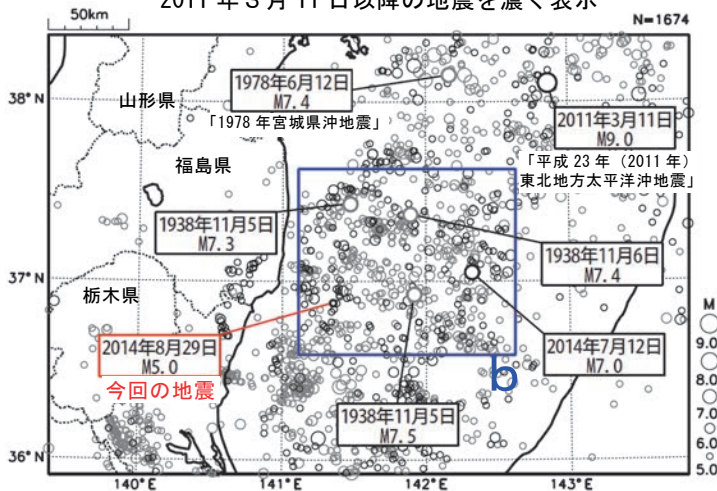 2011 年 3 月 11 日以降の地震を濃く表示
50km
N=1674
38°N
山形県
1978年6月12日
M7.4
「1978 年宮城県沖地震」
2011年3月11日
M9.0
「平成 23 年（2011 年）
東北地方太平洋沖地震」
福島県
1938年11月5日
M7.3
1938年11月6日
M7.4
37°N
栃木県
2014年8月29日
M5.0
今回の地震
2014年7月12日
M7.0
b
1938年11月5日
M7.5
M
9.0
8.0
7.0
6.0
5.0
36°N
140°E
141°E
142°E
143°E